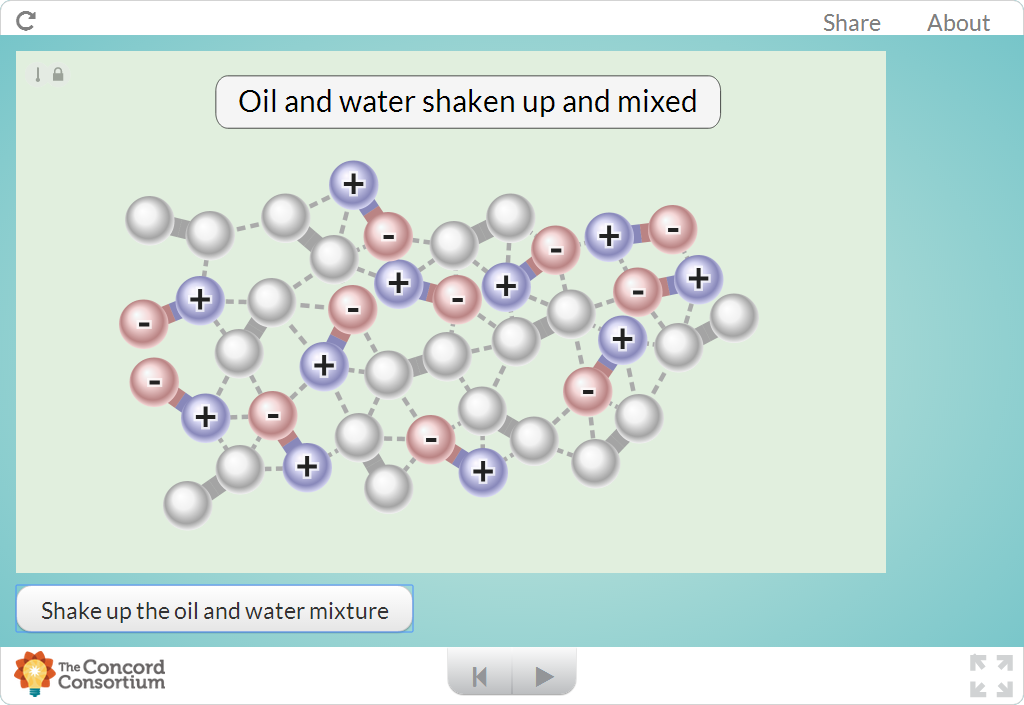 Share About
Oil and water shaken up and mixed
Shake up the oil and water mixture
The Concord
Consortium